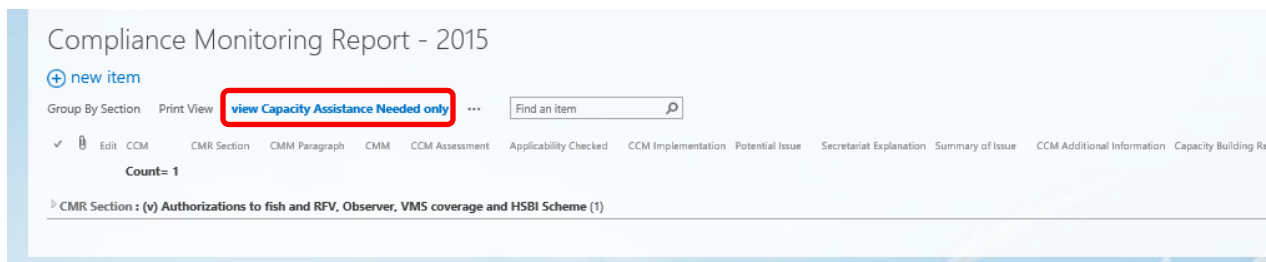 Compliance Monitoring Report - 2015
new item
Group By Section Print View view Capacity Assistance Needed only ... Find an item
Edit CCM CMR Section CMM Paragraph CMM CCM Assessment Applicability Checked CCM Implementation Potential Issue Secretariat Explanation Summary of Issue CCM Additional Information Capacity Building Re
Count= 1
CMR Section : (v) Authorizations to fish and RFV, Observer, VMS coverage and HSBI Scheme (1)